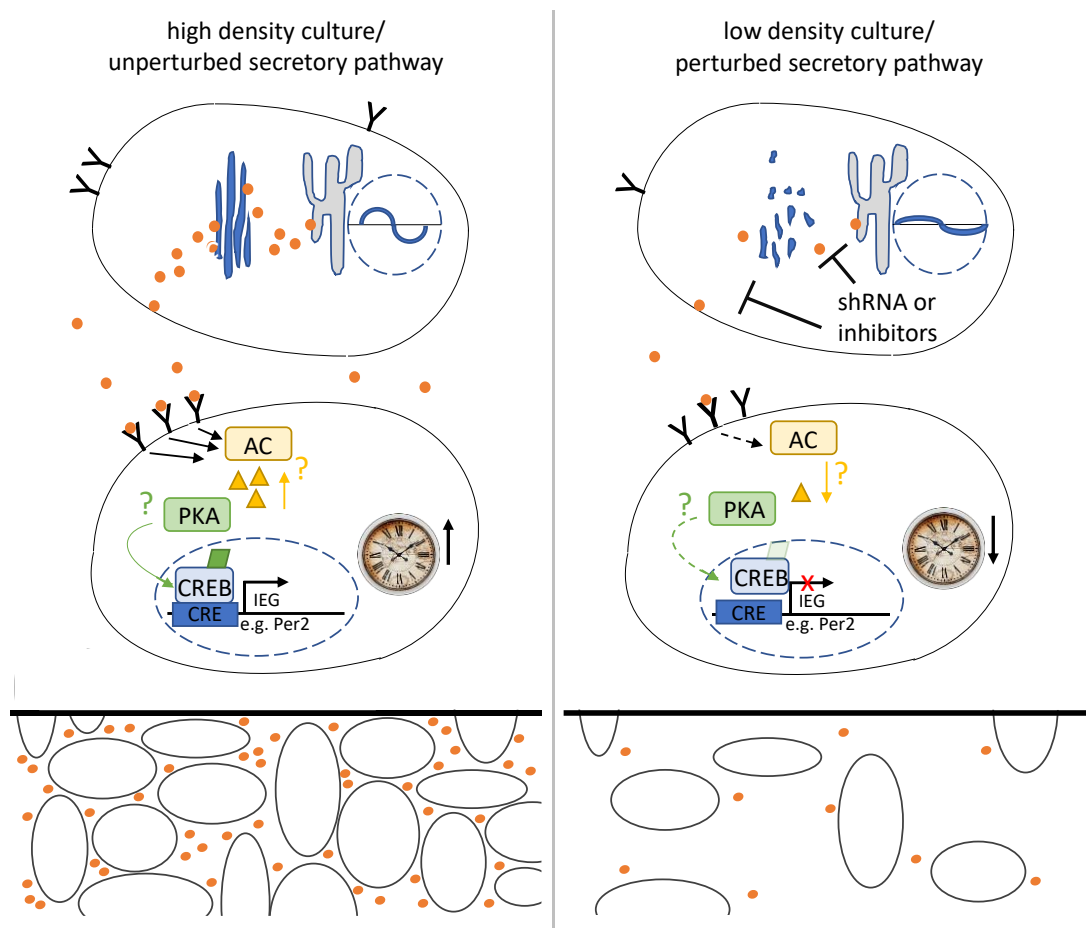 high density culture/
unperturbed secretory pathway
AC
?
?
PKA
CREB
CRE
IEG
e.g. Per2
low density culture/
perturbed secretory pathway
shRNA or
inhibitors
AC
?
?
PKA
CREB
X
IEG
CRE
e.g. Per2